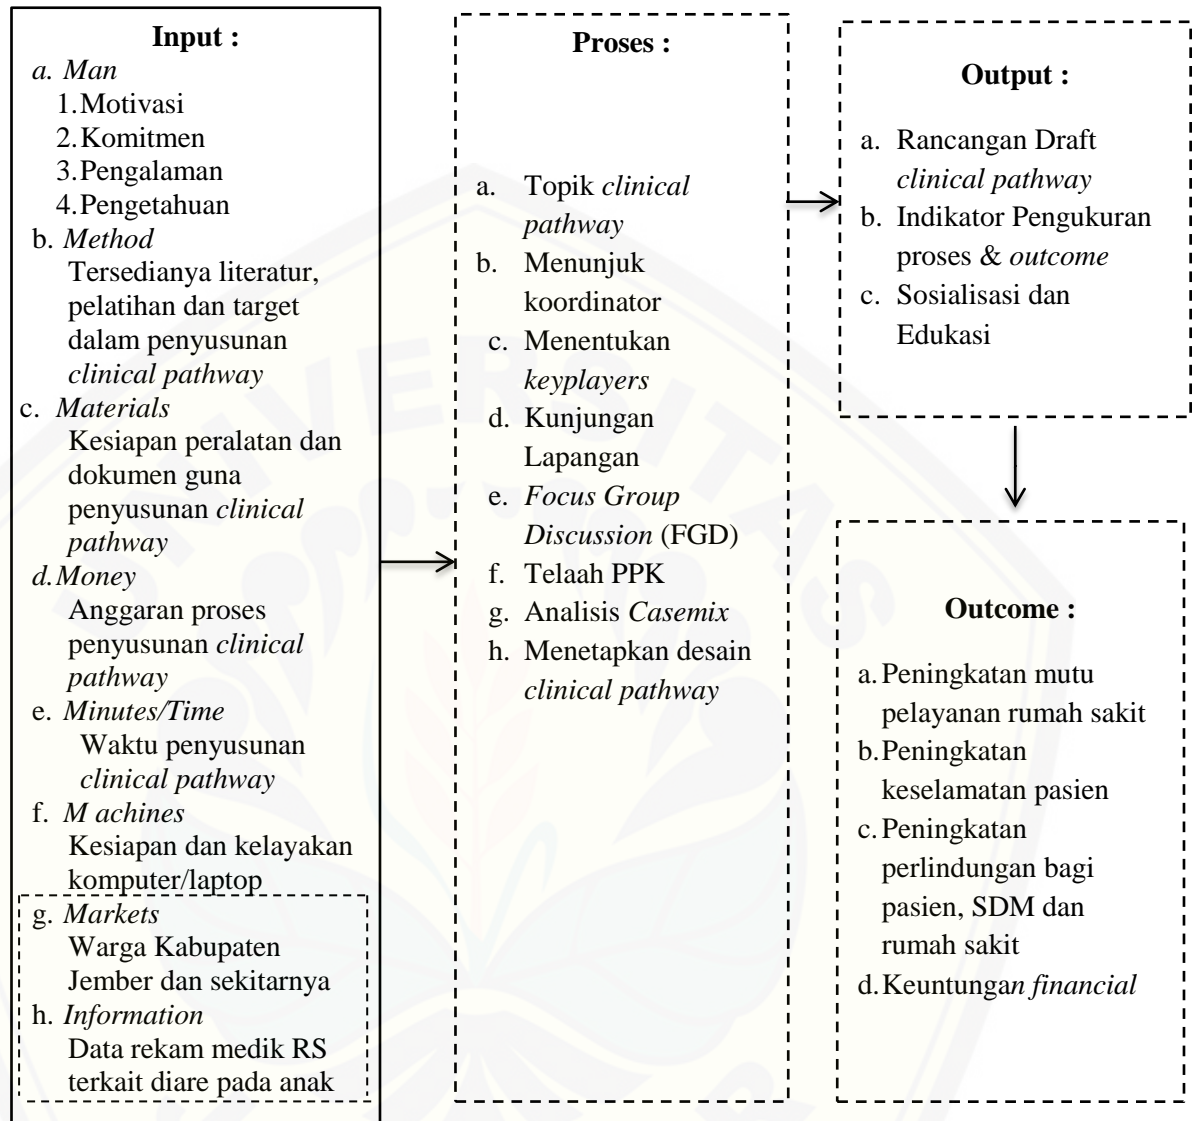 Input :
a. Man
1.Motivasi
2.Komitmen
3.Pengalaman
4.Pengetahuan
b. Method
Tersedianya literatur,
pelatihan dan target
dalam penyusunan
clinical pathway
c. Materials
Kesiapan peralatan dan
dokumen guna
penyusunan clinical
pathway
d.Money
Anggaran proses
penyusunan clinical
pathway
e. Minutes/Time
Waktu penyusunan
clinical pathway
f. M achines
Kesiapan dan kelayakan
komputer/laptop
g. Markets
Warga Kabupaten
Jember dan sekitarnya
h. Information
Data rekam medik RS
terkait diare pada anak
Proses :
a. Topik clinical
pathway
b. Menunjuk
koordinator
c. Menentukan
keyplayers
d. Kunjungan
Lapangan
e. Focus Group
Discussion (FGD)
f. Telaah PPK
g. Analisis Casemix
h. Menetapkan desain
clinical pathway
Output :
a. Rancangan Draft
clinical pathway
b. Indikator Pengukuran
proses & outcome
c. Sosialisasi dan
Edukasi
Outcome :
a.Peningkatan mutu
pelayanan rumah sakit
b.Peningkatan
keselamatan pasien
c.Peningkatan
perlindungan bagi
pasien, SDM dan
rumah sakit
d.Keuntungan financial
UNIVERSITAS